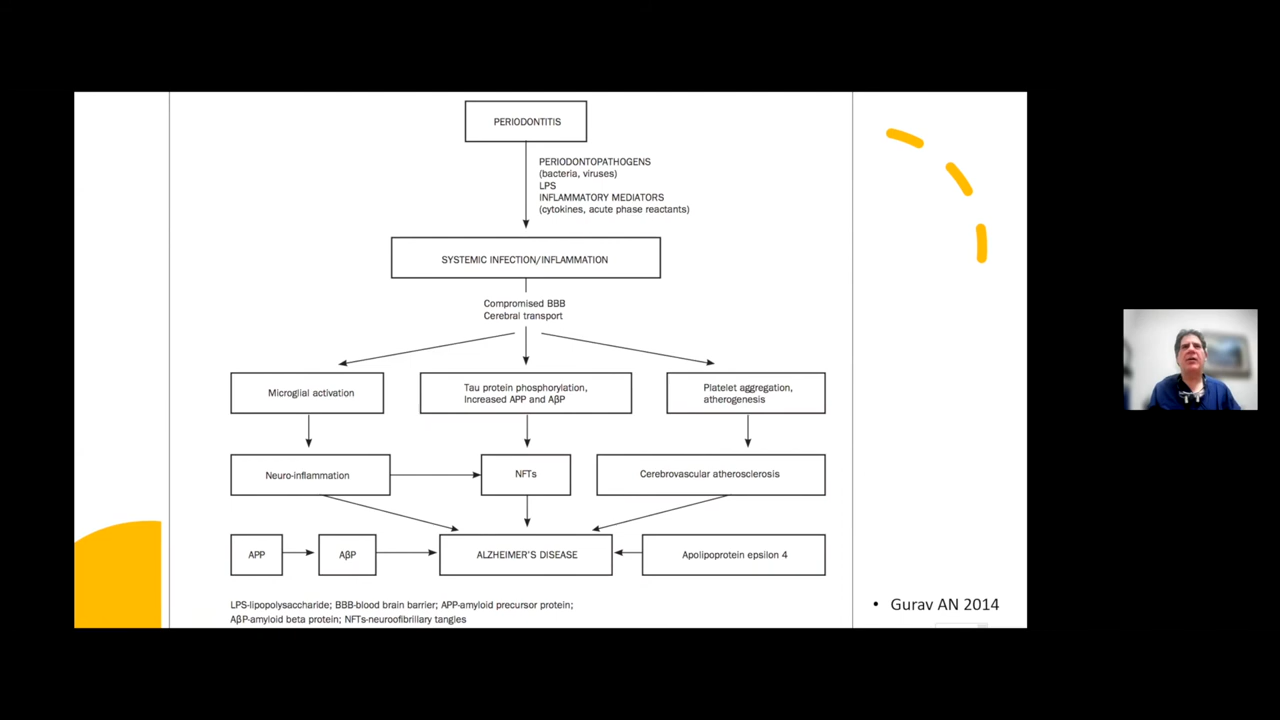 PERIODONTITIS
PERIODONTOPATHOGENS
(bacteria, viruses)
LPS
INFLAMMATORY MEDIATORS
(cytokines, acute phase reactants)
SYSTEMIC INFECTION/INFLAMMATION
Compromised BBB
Cerebral transport
Microglial activation
Tau protein phosphorylation,
Increased APP and AβP
Platelet aggregation,
atherogenesis
Neuro-inflammation
NFTs
Cerebrovascular atherosclerosis
APP
AβP
ALZHEIMER'S DISEASE
Apolipoprotein epsilon 4
LPS-lipopolysaccharide; BBB-blood brain barrier; APP-amyloid precursor protein;
AβP-amyloid beta protein; NFTs-neuroofibrillary tangles
• Gurav AN 2014